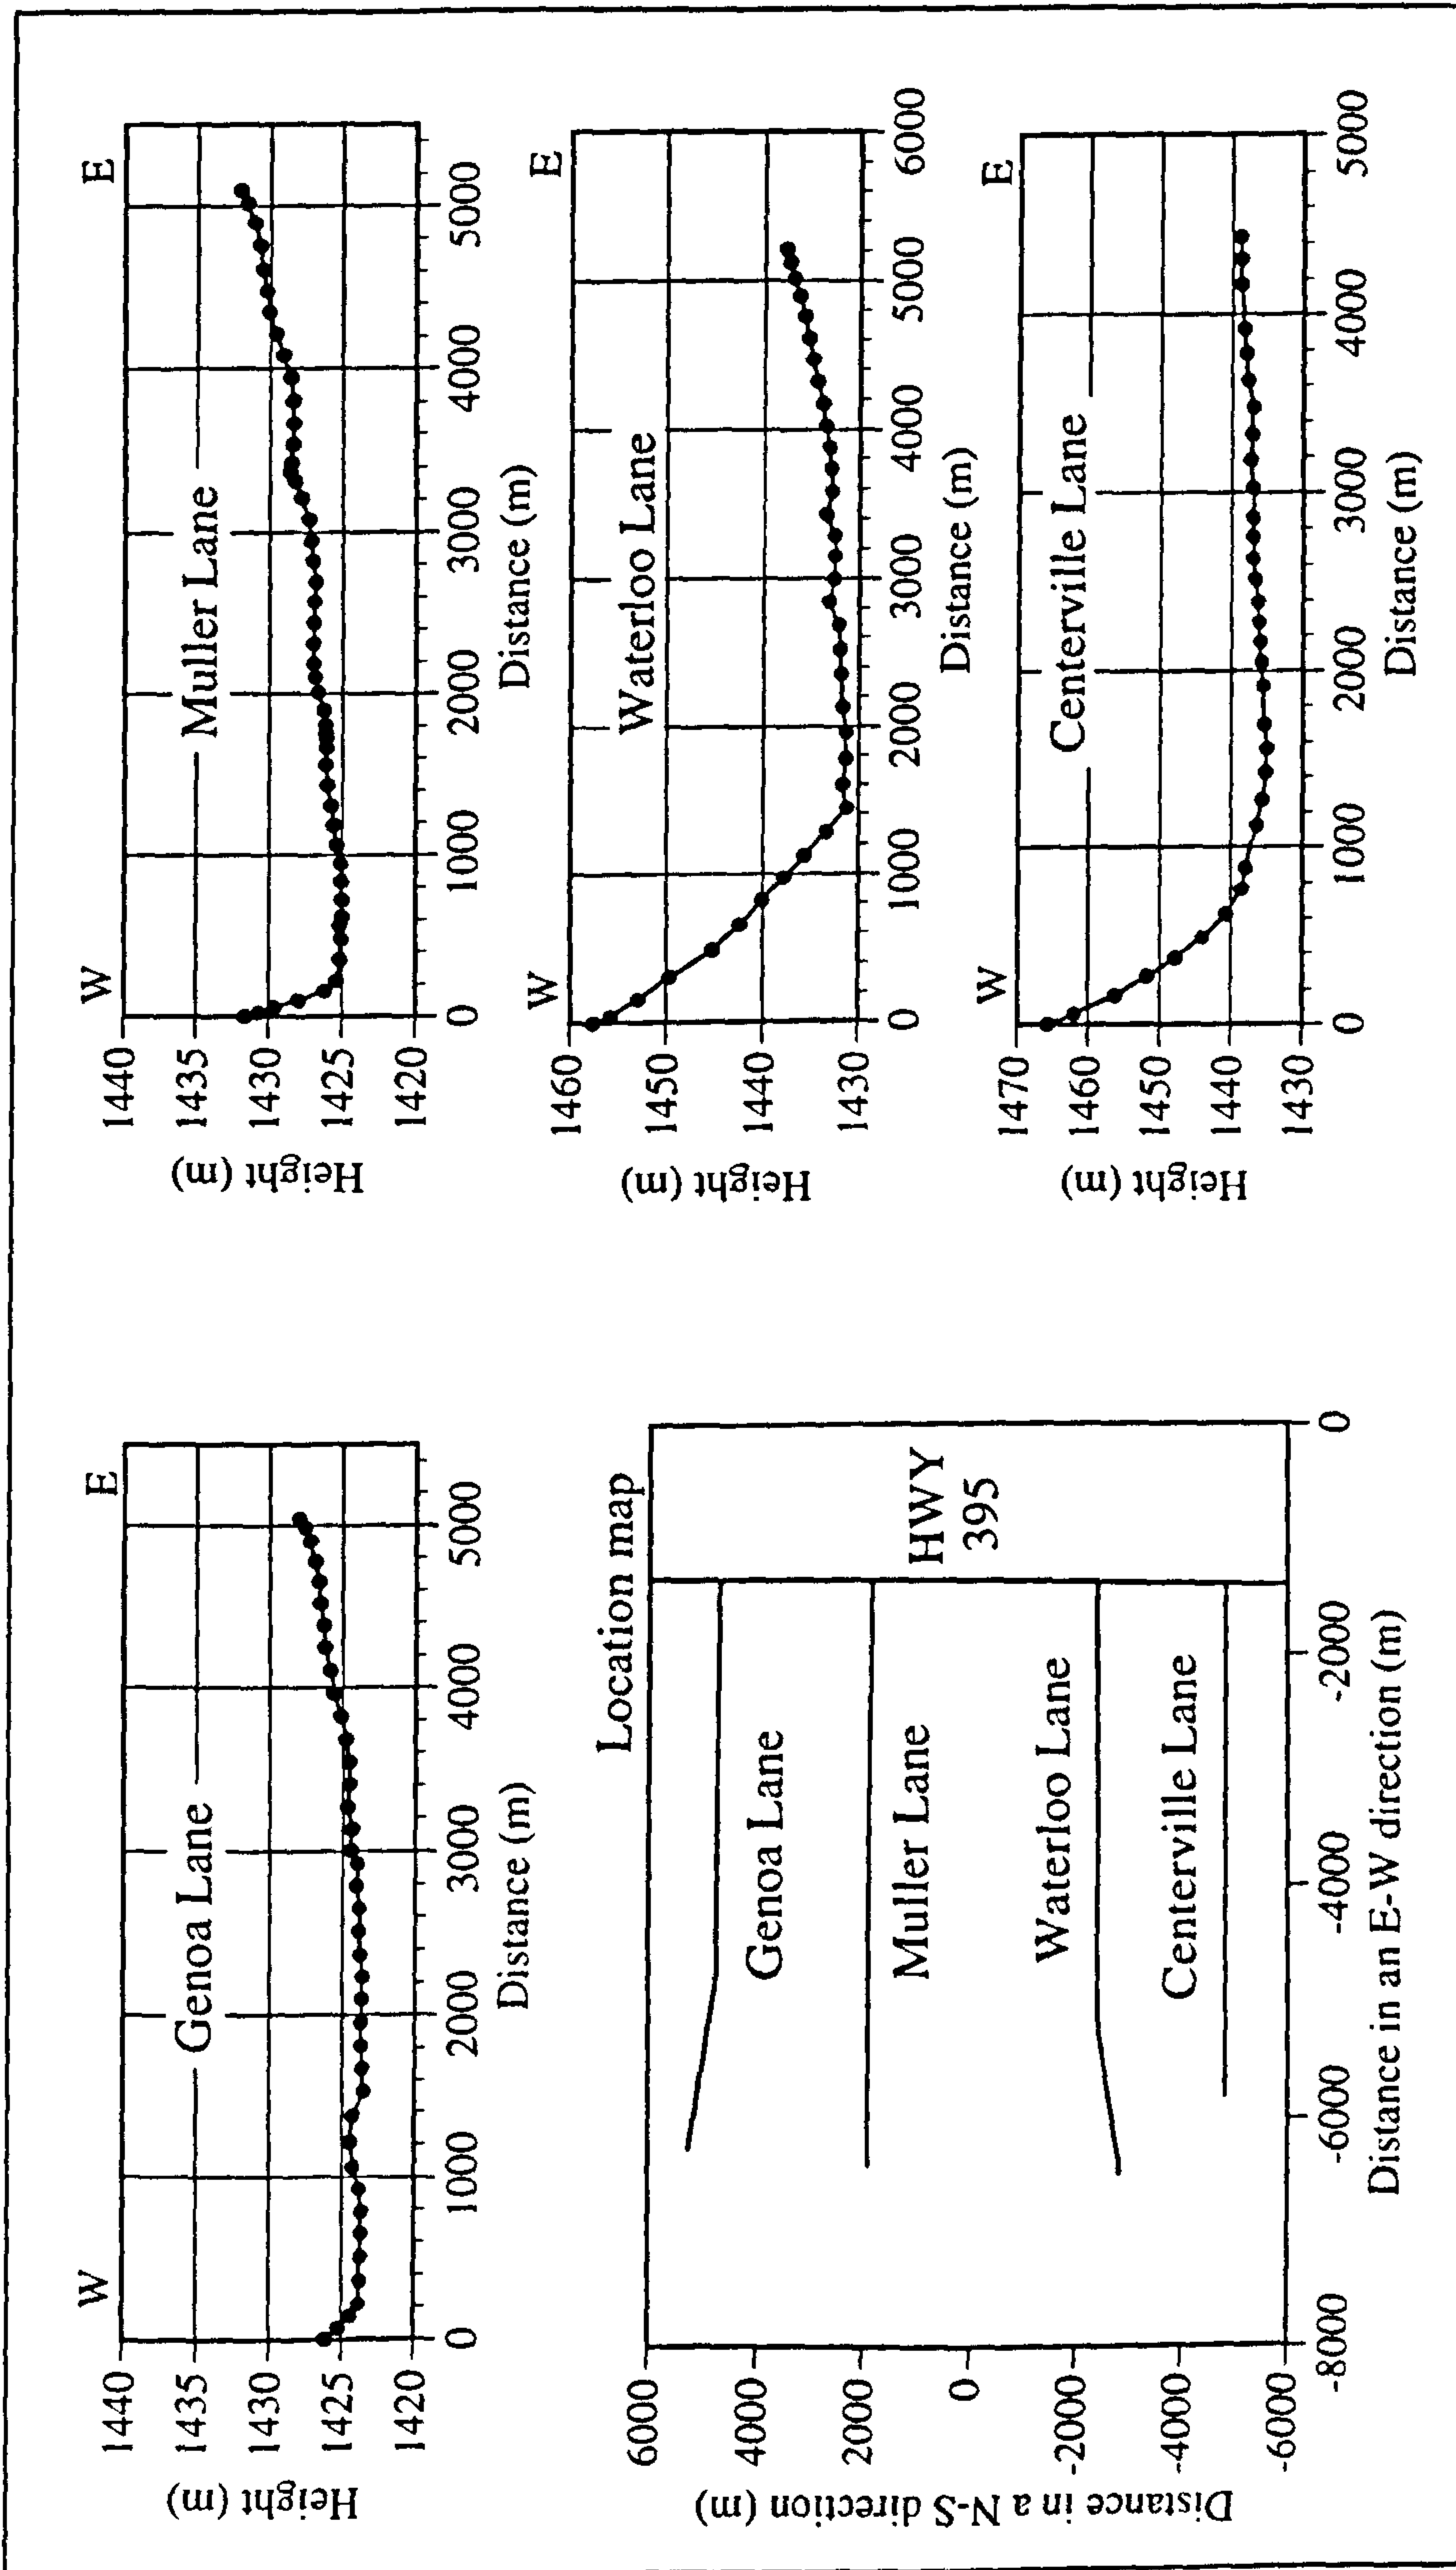 W
E
Genoa Lane
1440
1435
1430
1425
1420
Height (m)
0
1000
2000
3000
4000
5000
Distance (m)
W
E
Muller Lane
1440
1435
1430
1425
1420
Height (m)
0
1000
2000
3000
4000
5000
Distance (m)
Location map
6000
4000
2000
0
-2000
-4000
-6000
Distance in a N-S direction (m)
Genoa Lane
Muller Lane
Waterloo Lane
Centerville Lane
HWY
395
-8000
-6000
-4000
-2000
0
Distance in an E-W direction (m)
W
E
Waterloo Lane
1460
1450
1440
1430
Height (m)
0
1000
2000
3000
4000
5000
6000
Distance (m)
W
E
Centerville Lane
1470
1460
1450
1440
1430
Height (m)
0
1000
2000
3000
4000
5000
Distance (m)